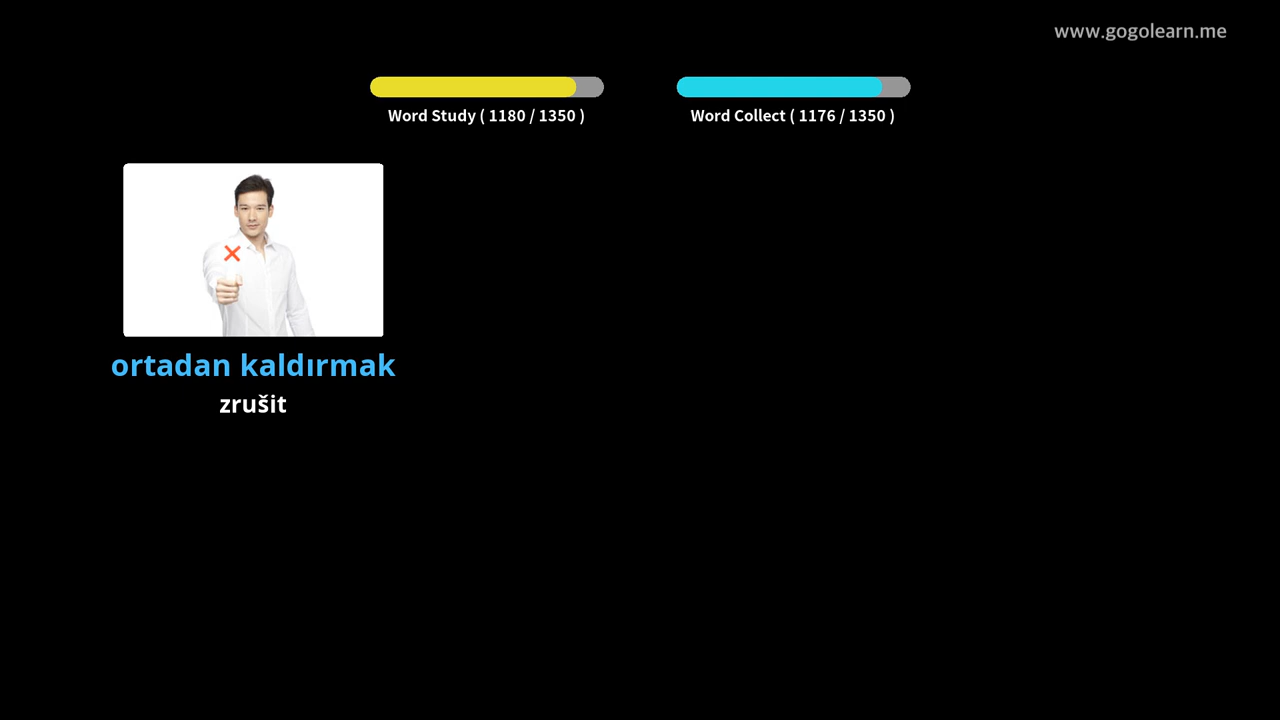 www.gogolearn.me
Word Study ( 1180 / 1350 )
Word Collect ( 1176 / 1350 )
ortadan kaldırmak
zrušit